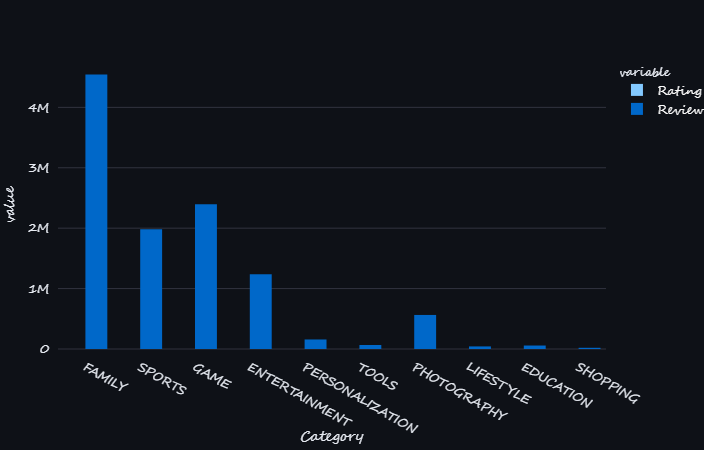 variable
Rating
Review
4M
3M
2M
1M
0
value
FAMILY
SPORTS
GAME
ENTERTAINMENT
PERSONALIZATION
TOOLS
PHOTOGRAPHY
LIFESTYLE
EDUCATION
SHOPPING
Category